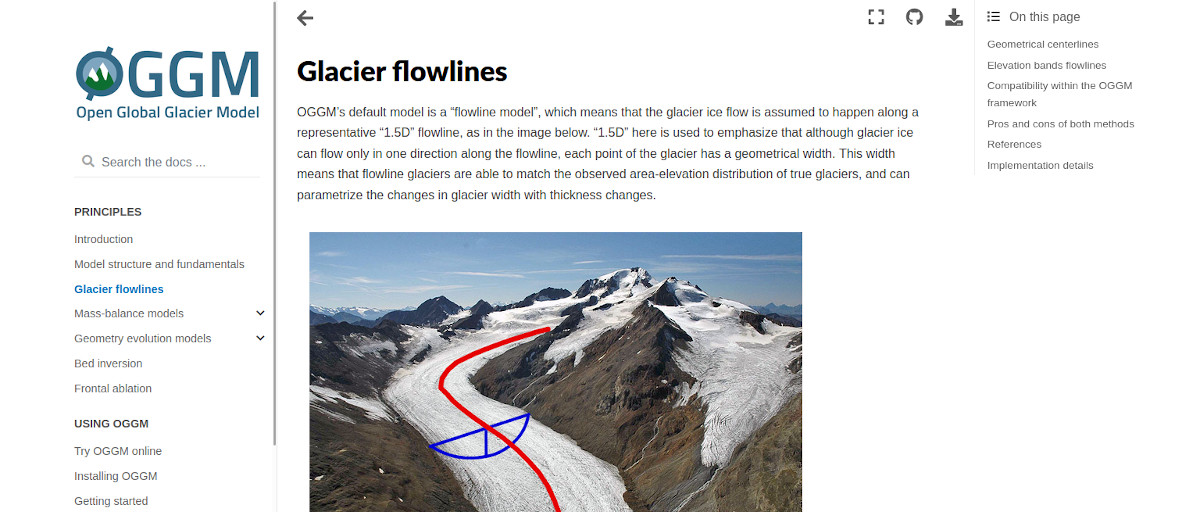 OGGM
Open Global Glacier Model
Search the docs ...
PRINCIPLES
Introduction
Model structure and fundamentals
Glacier flowlines
Mass-balance models
Geometry evolution models
Bed inversion
Frontal ablation
USING OGGM
Try OGGM online
Installing OGGM
Getting started
Glacier flowlines
OGGM's default model is a “flowline model”, which means that the glacier ice flow is assumed to happen along a
representative “1.5D” flowline, as in the image below. “1.5D” here is used to emphasize that although glacier ice
can flow only in one direction along the flowline, each point of the glacier has a geometrical width. This width
means that flowline glaciers are able to match the observed area-elevation distribution of true glaciers, and can
parametrize the changes in glacier width with thickness changes.
On this page
Geometrical centerlines
Elevation bands flowlines
Compatibility within the OGGM
framework
Pros and cons of both methods
References
Implementation details